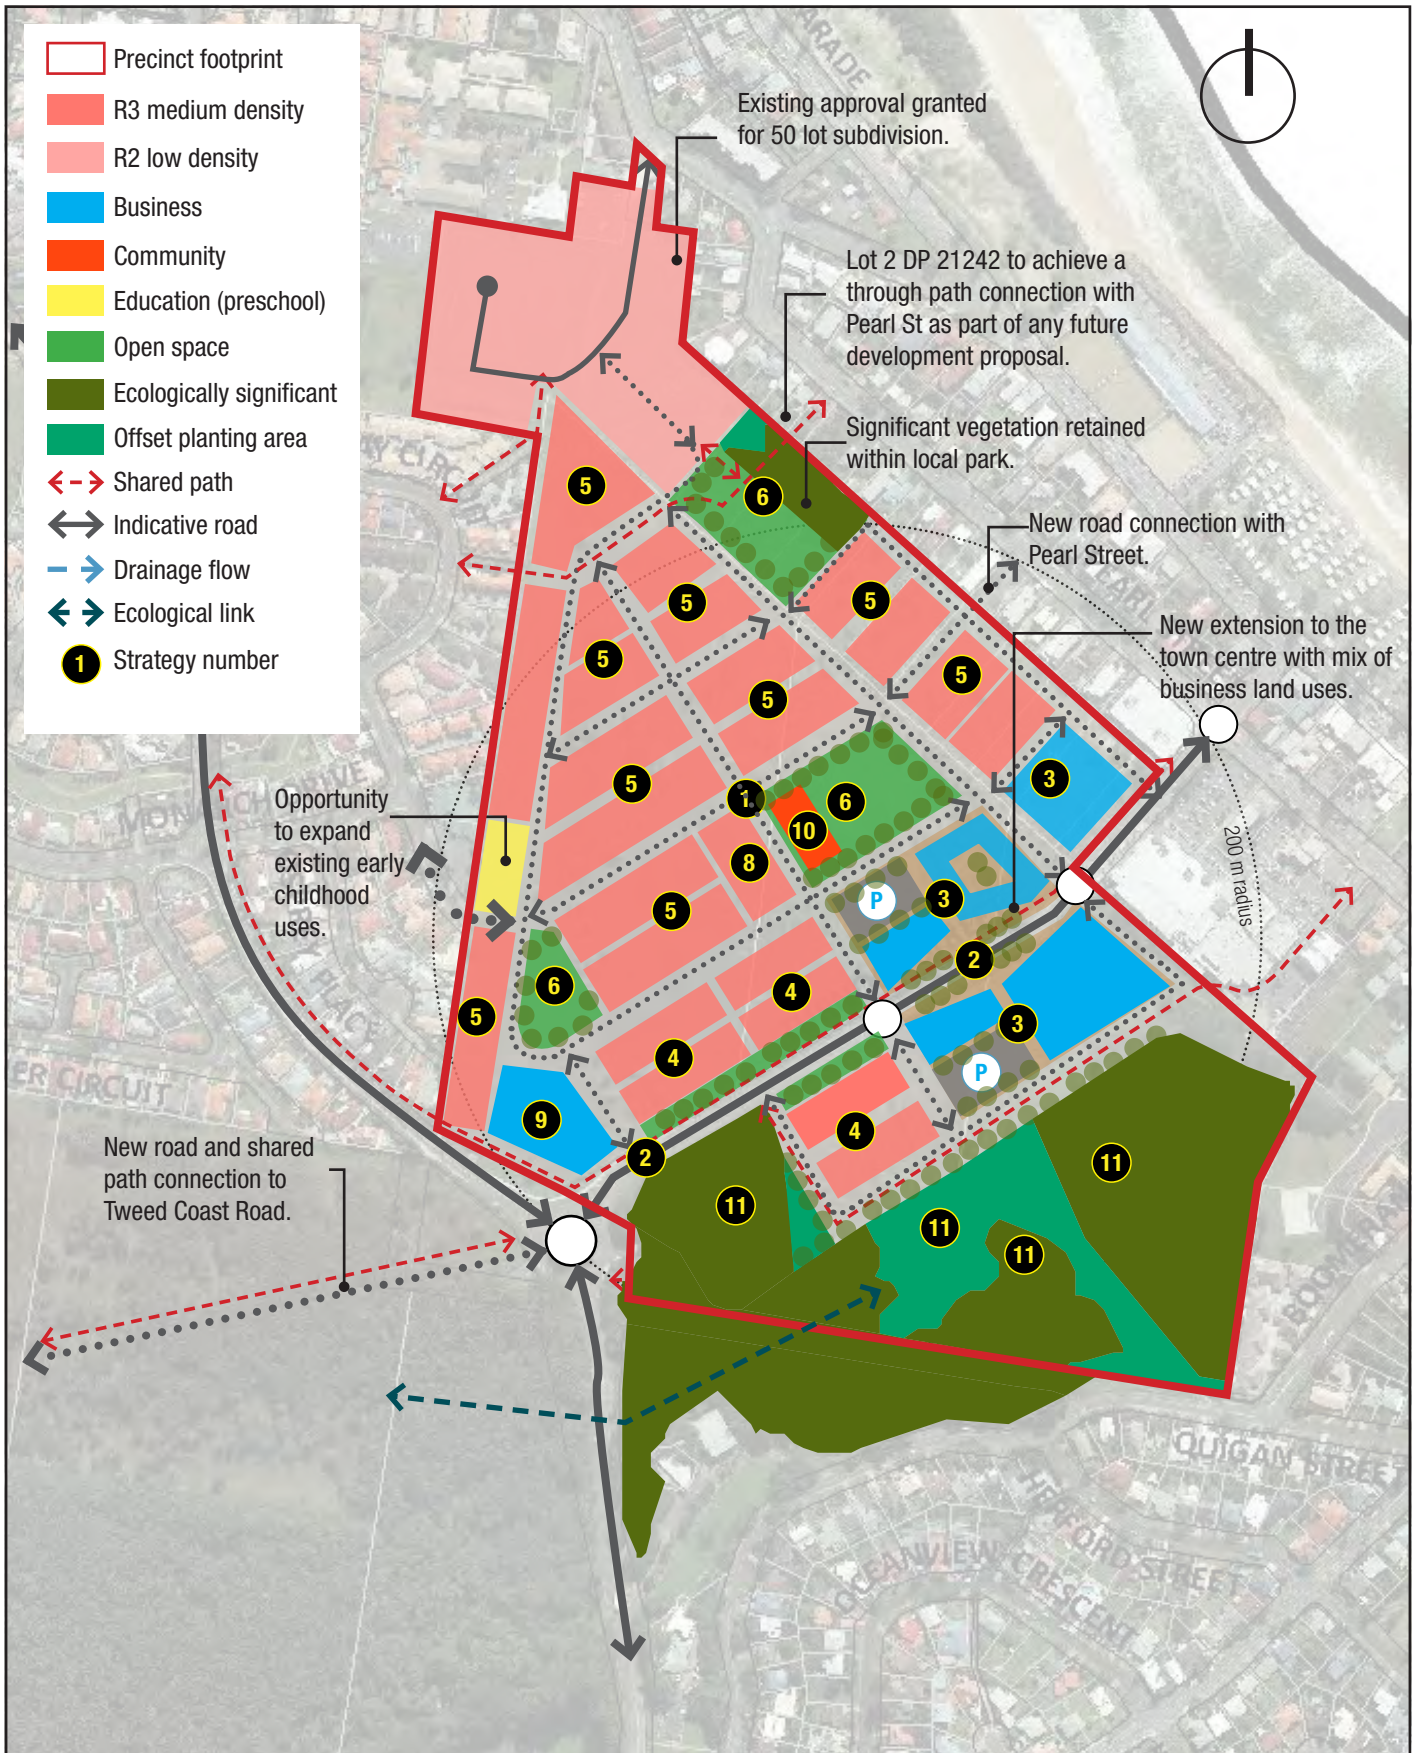 Precinct footprint
R3 medium density
R2 low density
Business
Community
Education (preschool)
Open space
Ecologically significant
Offset planting area
Shared path
Indicative road
Drainage flow
Ecological link
1 Strategy number
Existing approval granted
for 50 lot subdivision.
Lot 2 DP 21242 to achieve a
through path connection with
Pearl St as part of any future
development proposal.
Significant vegetation retained
within local park.
New road connection with
Pearl Street.
New extension to the
town centre with mix of
business land uses.
Opportunity
to expand
existing early
childhood
uses.
New road and shared
path connection to
Tweed Coast Road.
200 m radius
5
6
5
5
5
5
5
5
3
1
6
10
8
5
P
3
2
6
4
5
3
4
P
9
4
2
11
11
11
11
QUIGAN STREET
OCEANVIEW CRESCENT